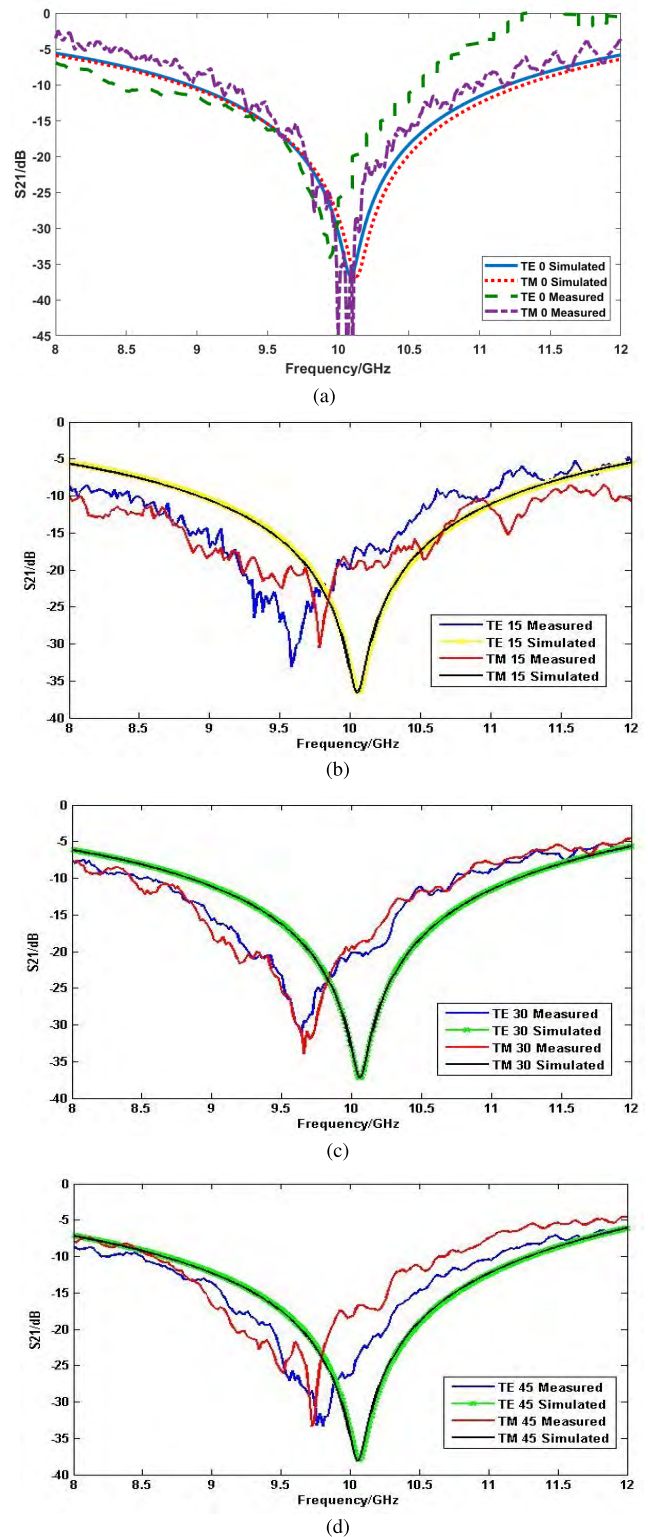 0
-5
-10
-15
-20
-25
-30
-35
-40
-45
S21/dB
TE 0 Simulated
TM 0 Simulated
TE 0 Measured
TM 0 Measured
8 8.5 9 9.5 10 10.5 11 11.5 12
Frequency/GHz
(a)
0
-5
-10
-15
-20
-25
-30
-35
-40
S21/dB
TE 15 Measured
TE 15 Simulated
TM 15 Measured
TM 15 Simulated
8 8.5 9 9.5 10 10.5 11 11.5 12
Frequency/GHz
(b)
0
-5
-10
-15
-20
-25
-30
-35
-40
S21/dB
TE 30 Measured
TE 30 Simulated
TM 30 Measured
TM 30 Simulated
8 8.5 9 9.5 10 10.5 11 11.5 12
Frequency/GHz
(c)
0
-5
-10
-15
-20
-25
-30
-35
-40
S21/dB
TE 45 Measured
TE 45 Simulated
TM 45 Measured
TM 45 Simulated
8 8.5 9 9.5 10 10.5 11 11.5 12
Frequency/GHz
(d)